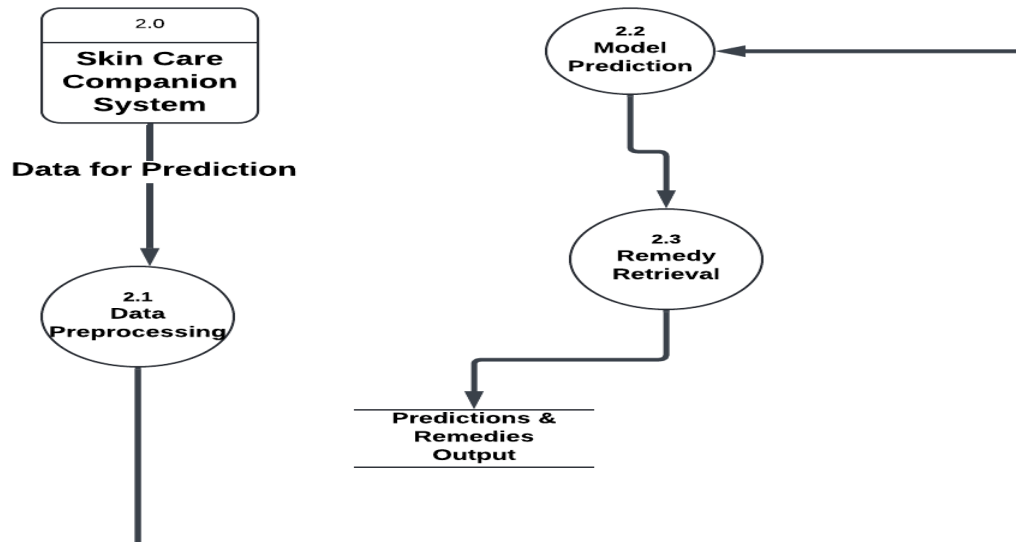 2.0
Skin Care
Companion
System
Data for Prediction
2.1
Data
Preprocessing
2.2
Model
Prediction
2.3
Remedy
Retrieval
Predictions &
Remedies
Output